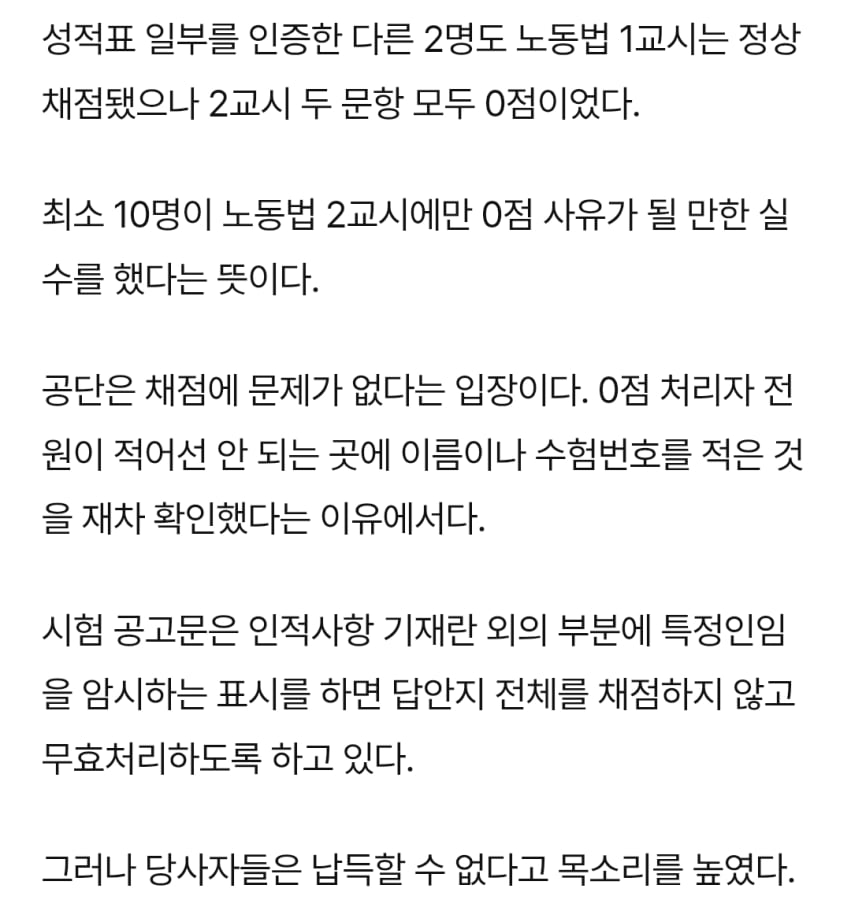 성적표 일부를 인증한 다른 2명도 노동법 1교시는 정상
채점됐으나 2교시 두 문항 모두 0점이었다.
최소 10명이 노동법 2교시에만 0점 사유가 될 만한 실
수를 했다는 뜻이다.
공단은 채점에 문제가 없다는 입장이다. 0점 처리자 전
원이 적어선 안 되는 곳에 이름이나 수험번호를 적은 것
을 재차 확인했다는 이유에서다.
시험 공고문은 인적사항 기재란 외의 부분에 특정인임
을 암시하는 표시를 하면 답안지 전체를 채점하지 않고
무효처리하도록 하고 있다.
그러나 당사자들은 납득할 수 없다고 목소리를 높였다.